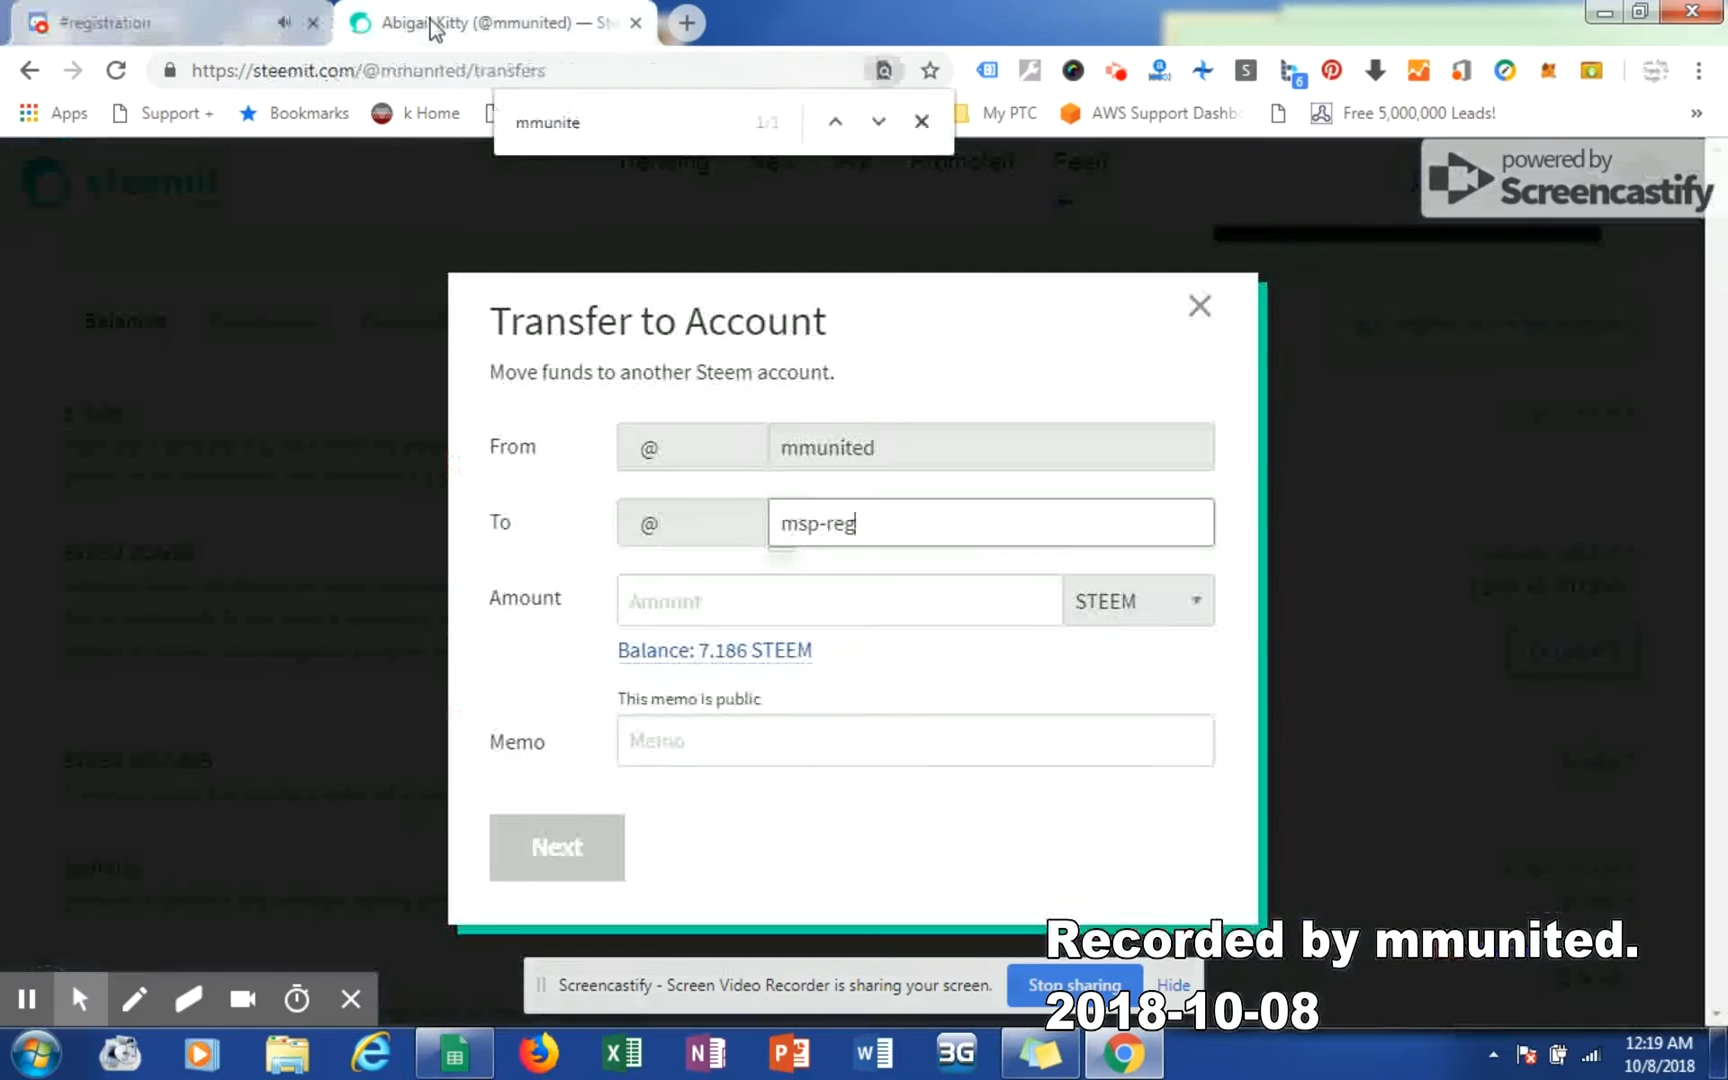 #registration
Abigail Kitty (@mmunited) — St
https://steemit.com/@mmunited/transfers
Apps
Support +
Bookmarks
k Home
mmunite
1/1
My PTC
AWS Support Dashb
Free 5,000,000 Leads!
Promoted
Feed
steemit
powered by
Screencastify
Balances
Transfer to Account
Move funds to another Steem account.
From
@
mmunited
To
@
msp-reg
Amount
Amount
STEEM
Balance: 7.186 STEEM
This memo is public
Memo
Memo
Next
Recorded by mmunited.
Screencastify - Screen Video Recorder is sharing your screen.
Stop sharing
Hide
2018-10-08
12:19 AM
10/8/2018